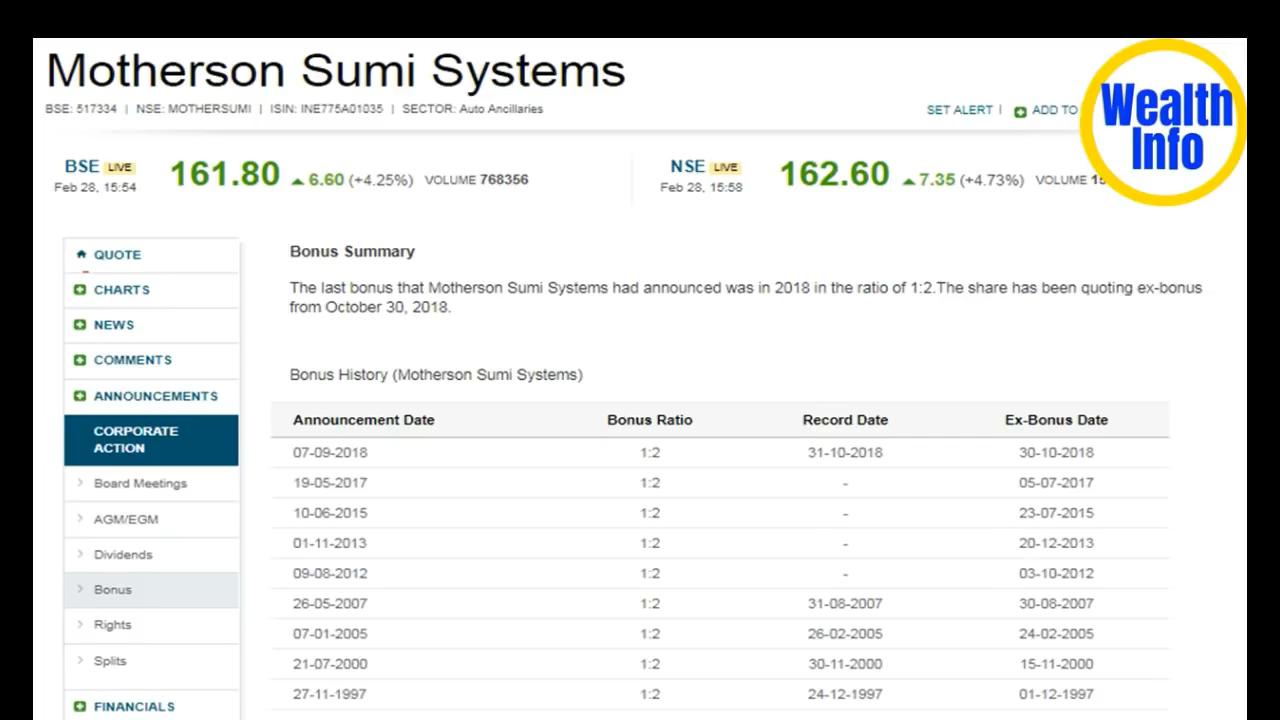 Motherson Sumi Systems
BSE: 517334 | NSE: MOTHERSUMI | ISIN: INE775A01035 | SECTOR: Auto Ancillaries
SET ALERT | ADD TO
Wealth
Info
BSE LIVE 161.80 6.60 (+4.25%) VOLUME 768356
Feb 28, 15:54
NSE LIVE 162.60 7.35 (+4.73%) VOLUME
Feb 28, 15:58
QUOTE
CHARTS
NEWS
COMMENTS
ANNOUNCEMENTS
CORPORATE
ACTION
Board Meetings
AGM/EGM
Dividends
Bonus
Rights
Splits
FINANCIALS
Bonus Summary
The last bonus that Motherson Sumi Systems had announced was in 2018 in the ratio of 1:2.The share has been quoting ex-bonus
from October 30, 2018.
Bonus History (Motherson Sumi Systems)
Announcement Date Bonus Ratio Record Date Ex-Bonus Date
07-09-2018 1:2 31-10-2018 30-10-2018
19-05-2017 1:2 - 05-07-2017
10-06-2015 1:2 - 23-07-2015
01-11-2013 1:2 - 20-12-2013
09-08-2012 1:2 - 03-10-2012
26-05-2007 1:2 31-08-2007 30-08-2007
07-01-2005 1:2 26-02-2005 24-02-2005
21-07-2000 1:2 30-11-2000 15-11-2000
27-11-1997 1:2 24-12-1997 01-12-1997